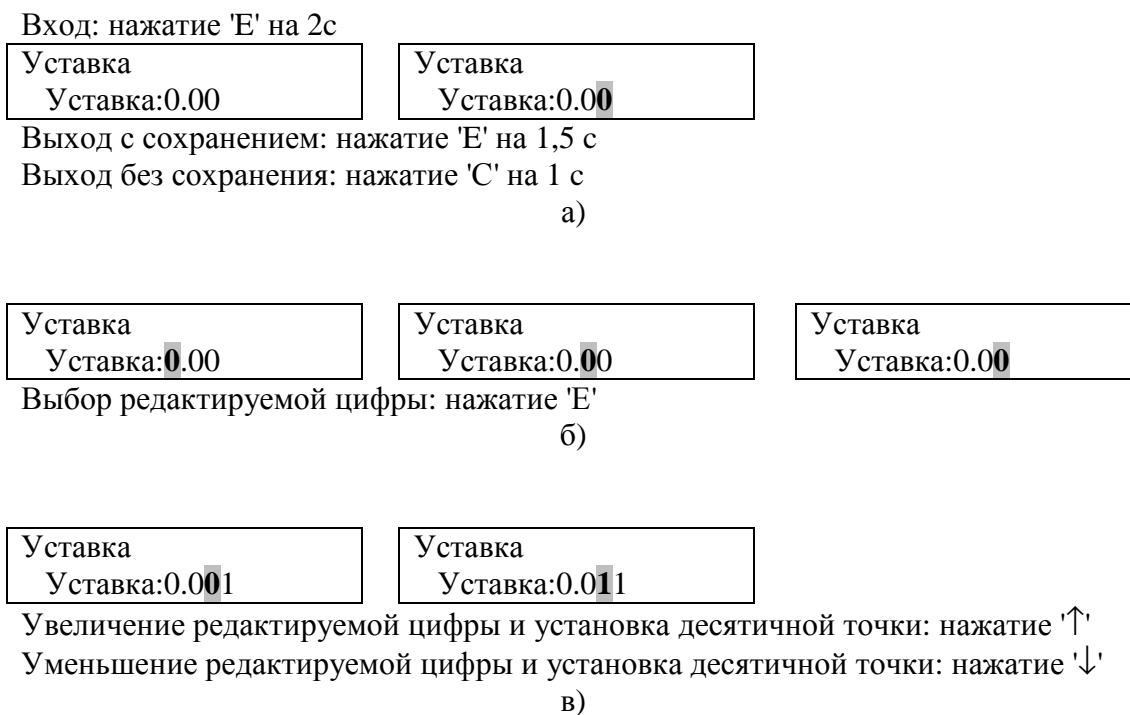 Вход: нажатие 'Е' на 2с
Уставка
Уставка:0.00
Уставка
Уставка:0.00
Выход с сохранением: нажатие 'Е' на 1,5 с
Выход без сохранения: нажатие 'С' на 1 с
а)
Уставка
Уставка:0.00
Уставка
Уставка:0.00
Уставка
Уставка:0.00
Выбор редактируемой цифры: нажатие 'Е'
б)
Уставка
Уставка:0.001
Уставка
Уставка:0.011
Увеличение редактируемой цифры и установка десятичной точки: нажатие '↑'
Уменьшение редактируемой цифры и установка десятичной точки: нажатие '↓'
в)